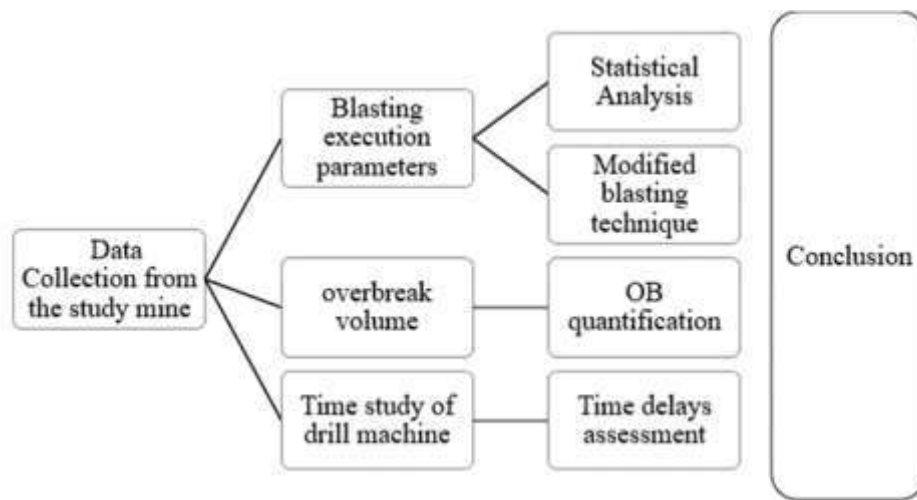 Data
Collection from
the study mine
Blasting
execution
parameters
Statistical
Analysis
Modified
blasting
technique
overbreak
volume
OB
quantification
Time study of
drill machine
Time delays
assessment
Conclusion